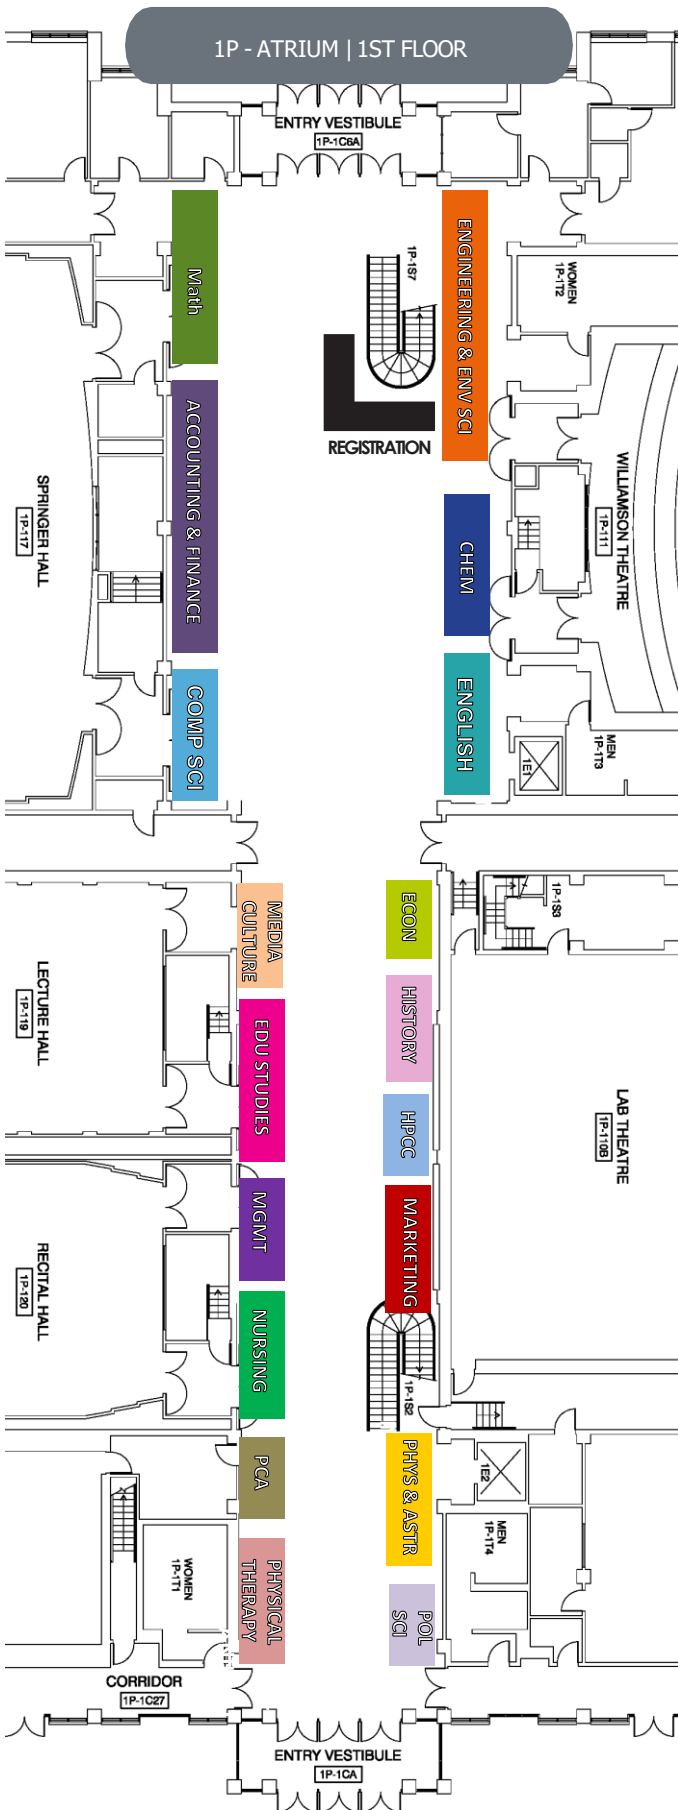 1P - ATRIUM | 1ST FLOOR
ENTRY VESTIBULE
1P-1C6A
Math
1P-1S7
ENGINEERING & ENV SCI
WOMEN
1P-1T2
REGISTRATION
ACCOUNTING & FINANCE
SPRINGER HALL
1P-117
CHEM
WILLIAMSON THEATRE
1P-111
COMP SCI
ENGLISH
1E1
MEN
1P-1T3
MEDIA
CULTURE
ECON
1P-1S3
LECTURE HALL
1P-119
EDU STUDIES
HISTORY
HPCC
LAB THEATRE
1P-110B
MGMT
MARKETING
RECITAL HALL
1P-120
NURSING
1P-1S2
PCA
PHYS & ASTR
1E2
MEN
1P-1T4
WOMEN
1P-1T1
PHYSICAL
THERAPY
POL
SCI
CORRIDOR
1P-1C27
ENTRY VESTIBULE
1P-1CA